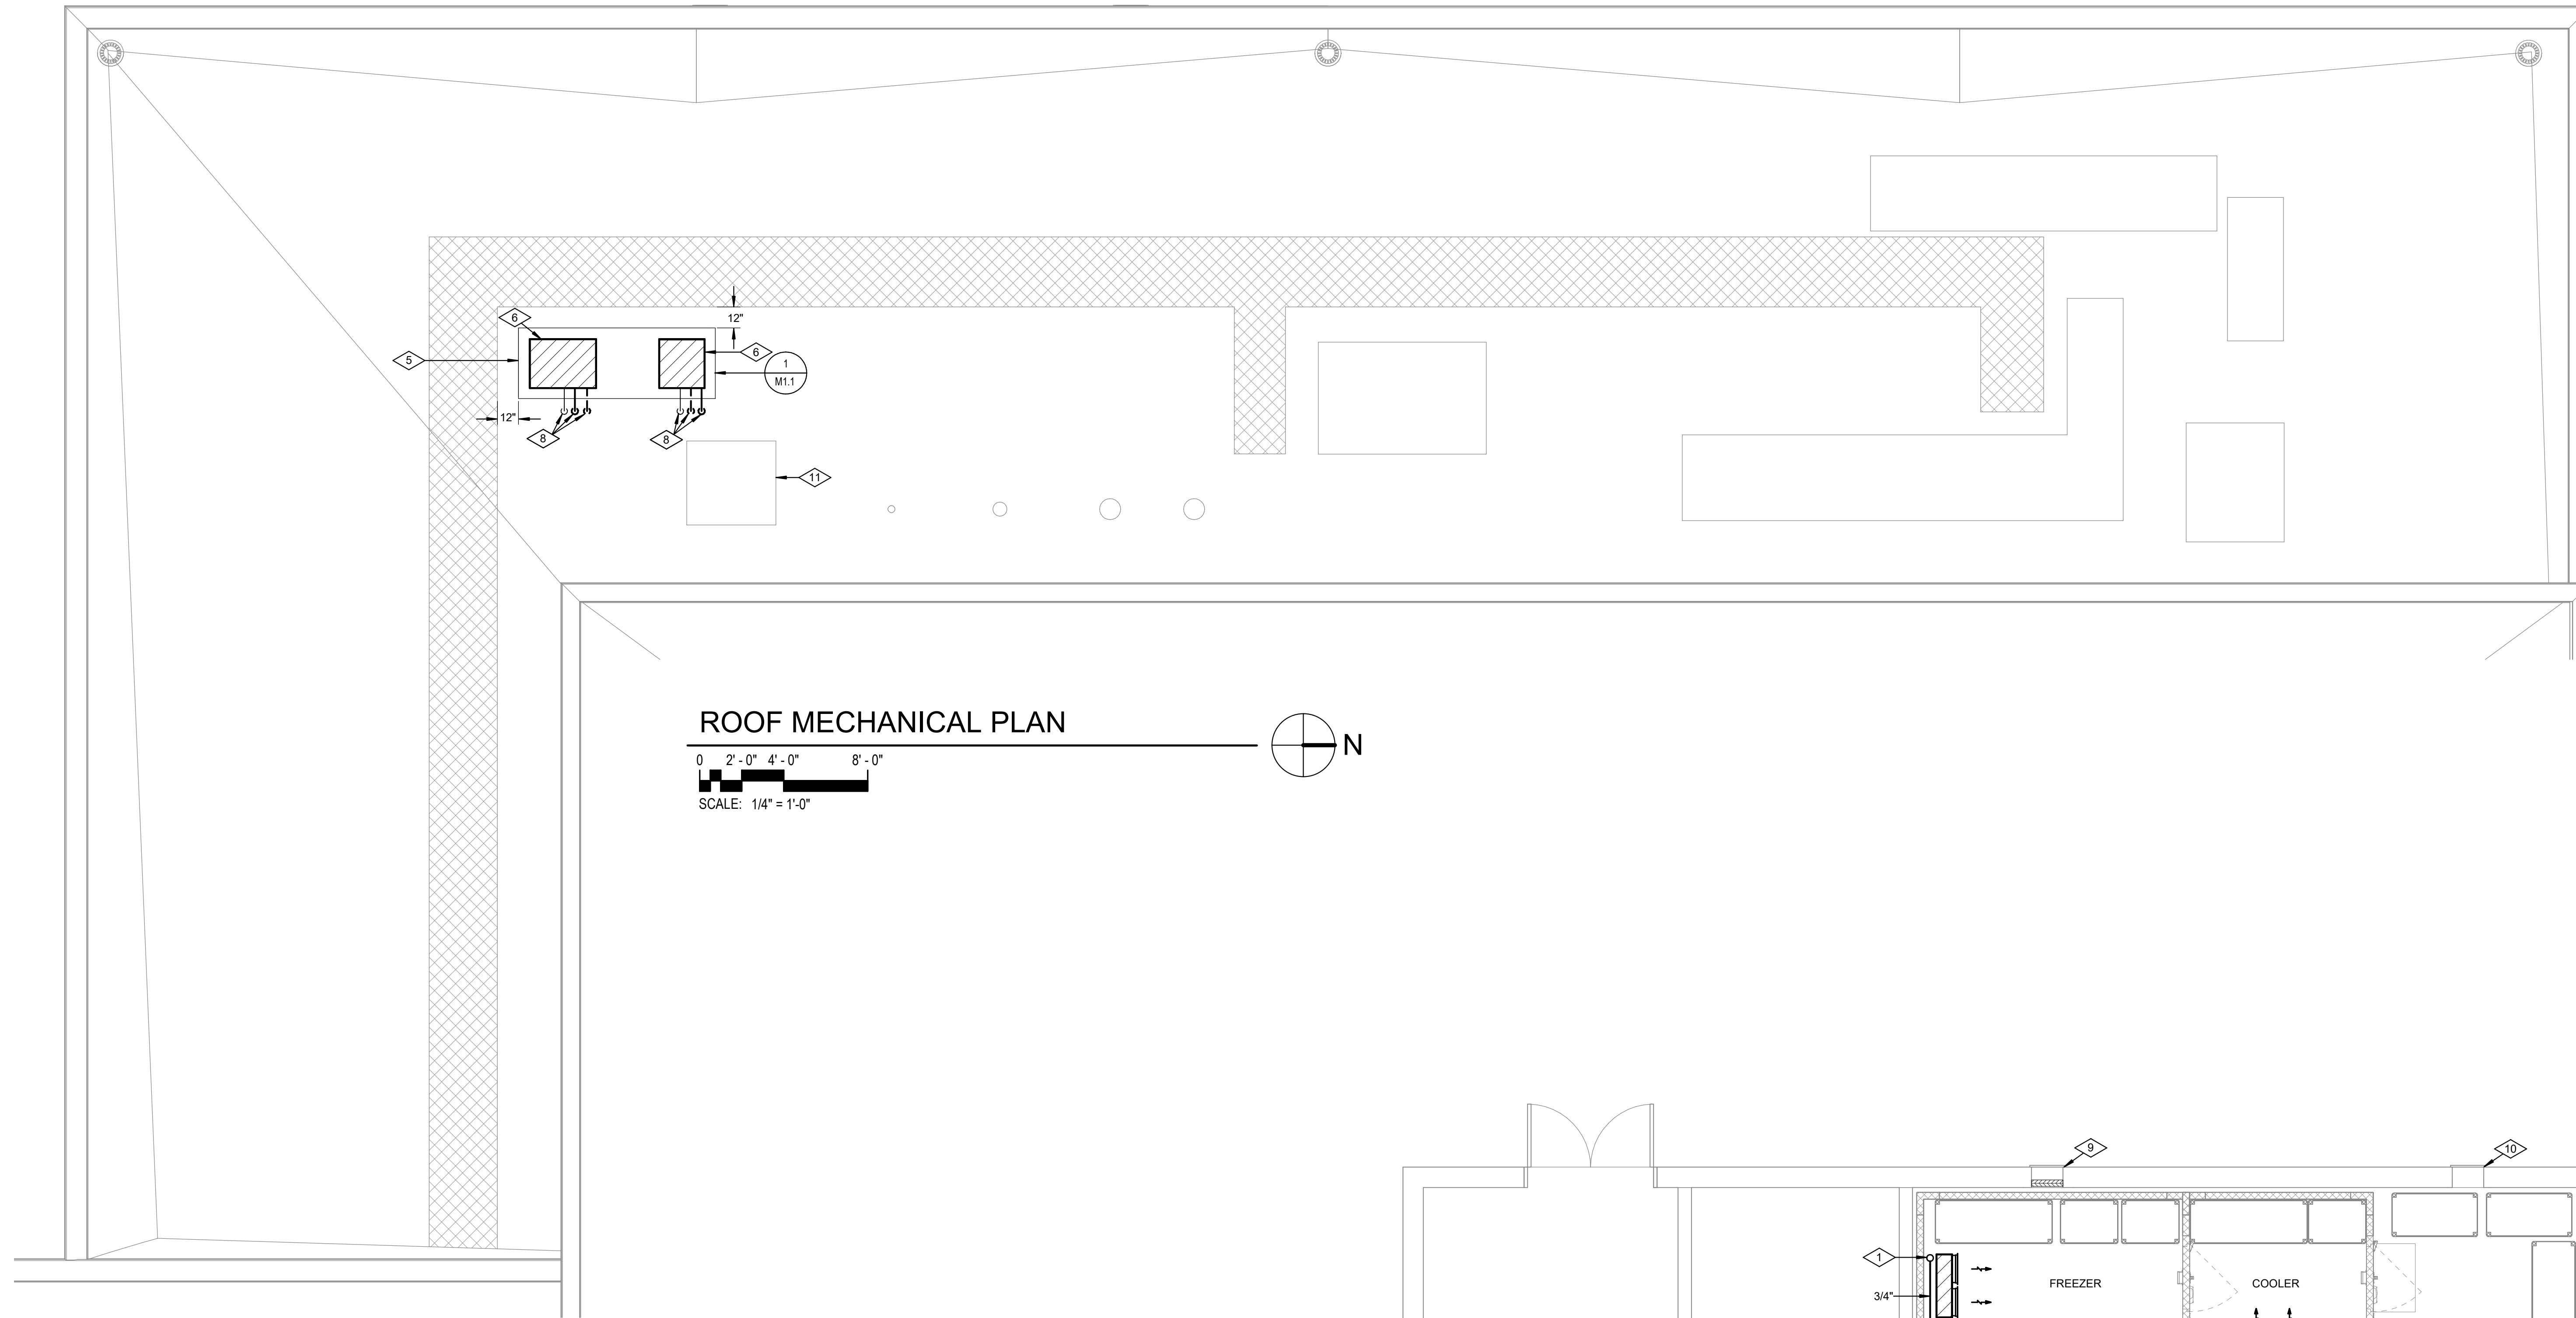 12"
6
6
5
1
M1.1
12"
8
8
11
ROOF MECHANICAL PLAN
N
0 2' - 0" 4' - 0" 8' - 0"
SCALE: 1/4" = 1'-0"
9
10
1
FREEZER
COOLER
3/4"